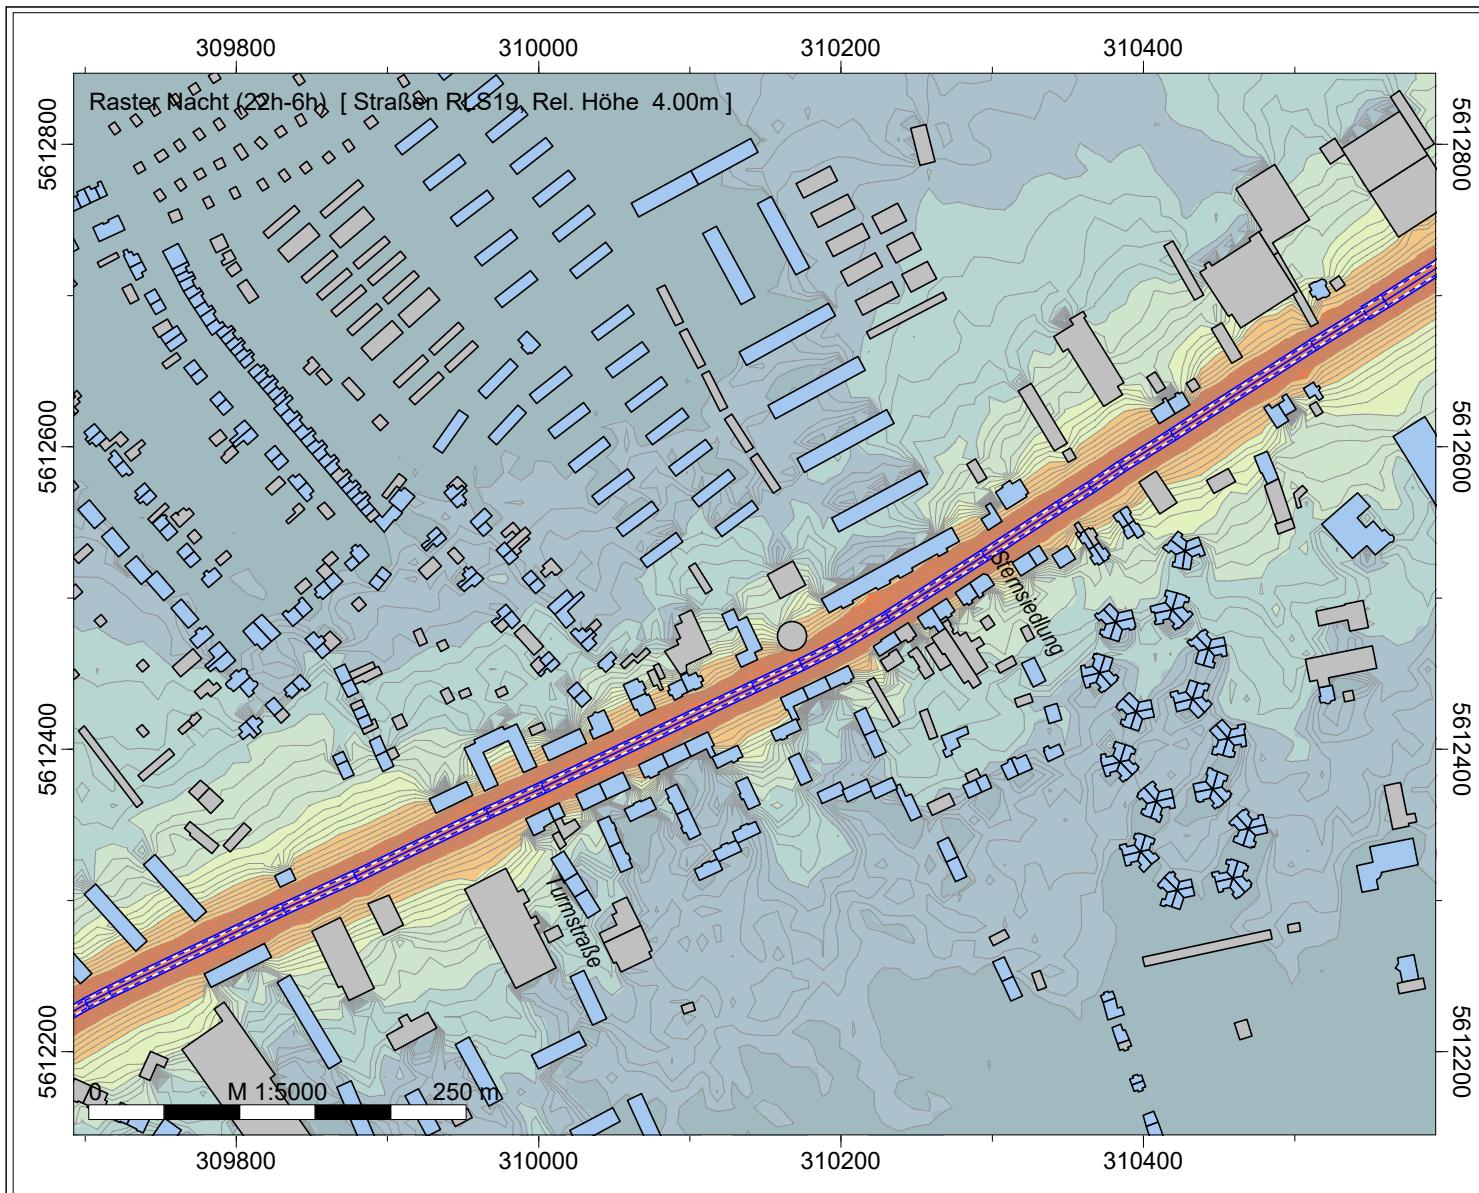 309800 310000 310200 310400
Raster Nacht (22h-6h) [ Straßen RLS19 Rel. Höhe 4.00m ]
5612800 5612800
5612600 5612600
Sternsiedlung
5612400 5612400
Turmstraße
5612200 5612200
0 M 1:5000 250 m
309800 310000 310200 310400